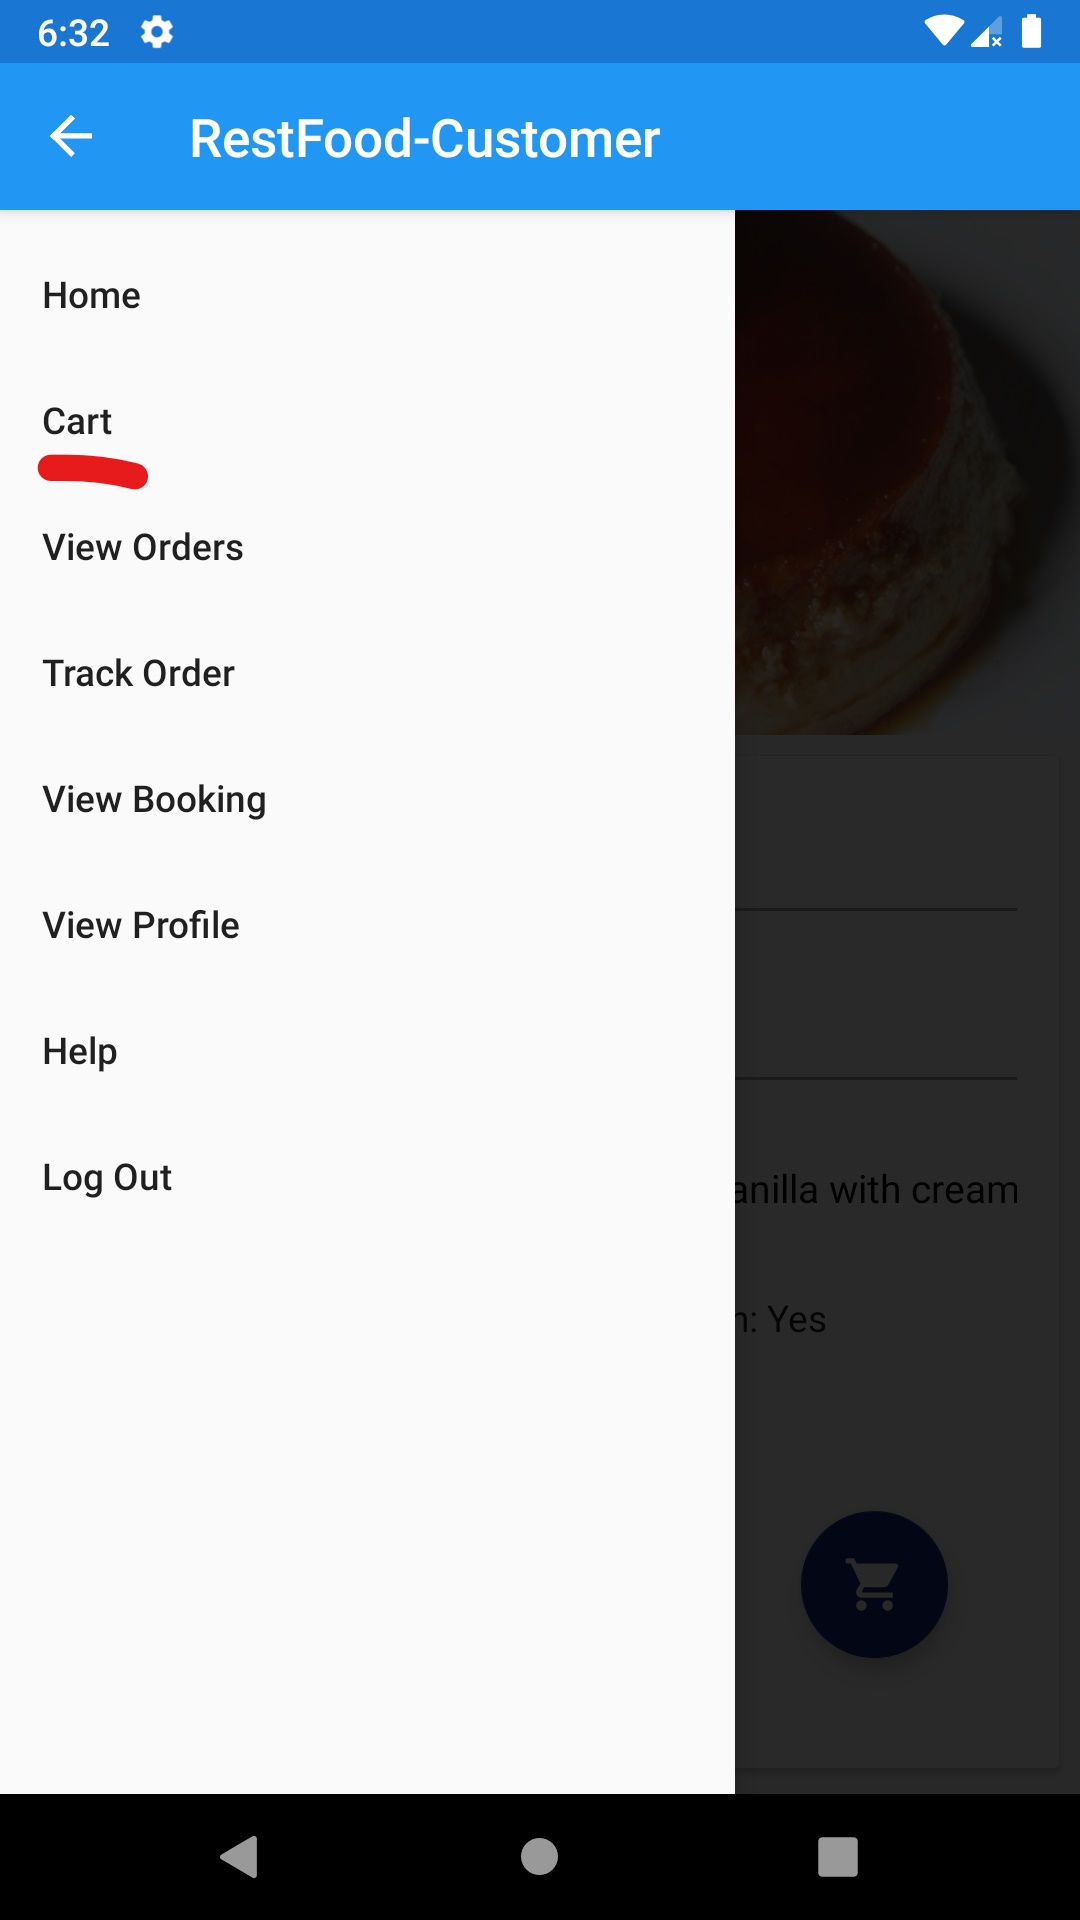 6:32
RestFood-Customer
Home
Cart
View Orders
Track Order
View Booking
View Profile
Help
Log Out
with cream
Yes